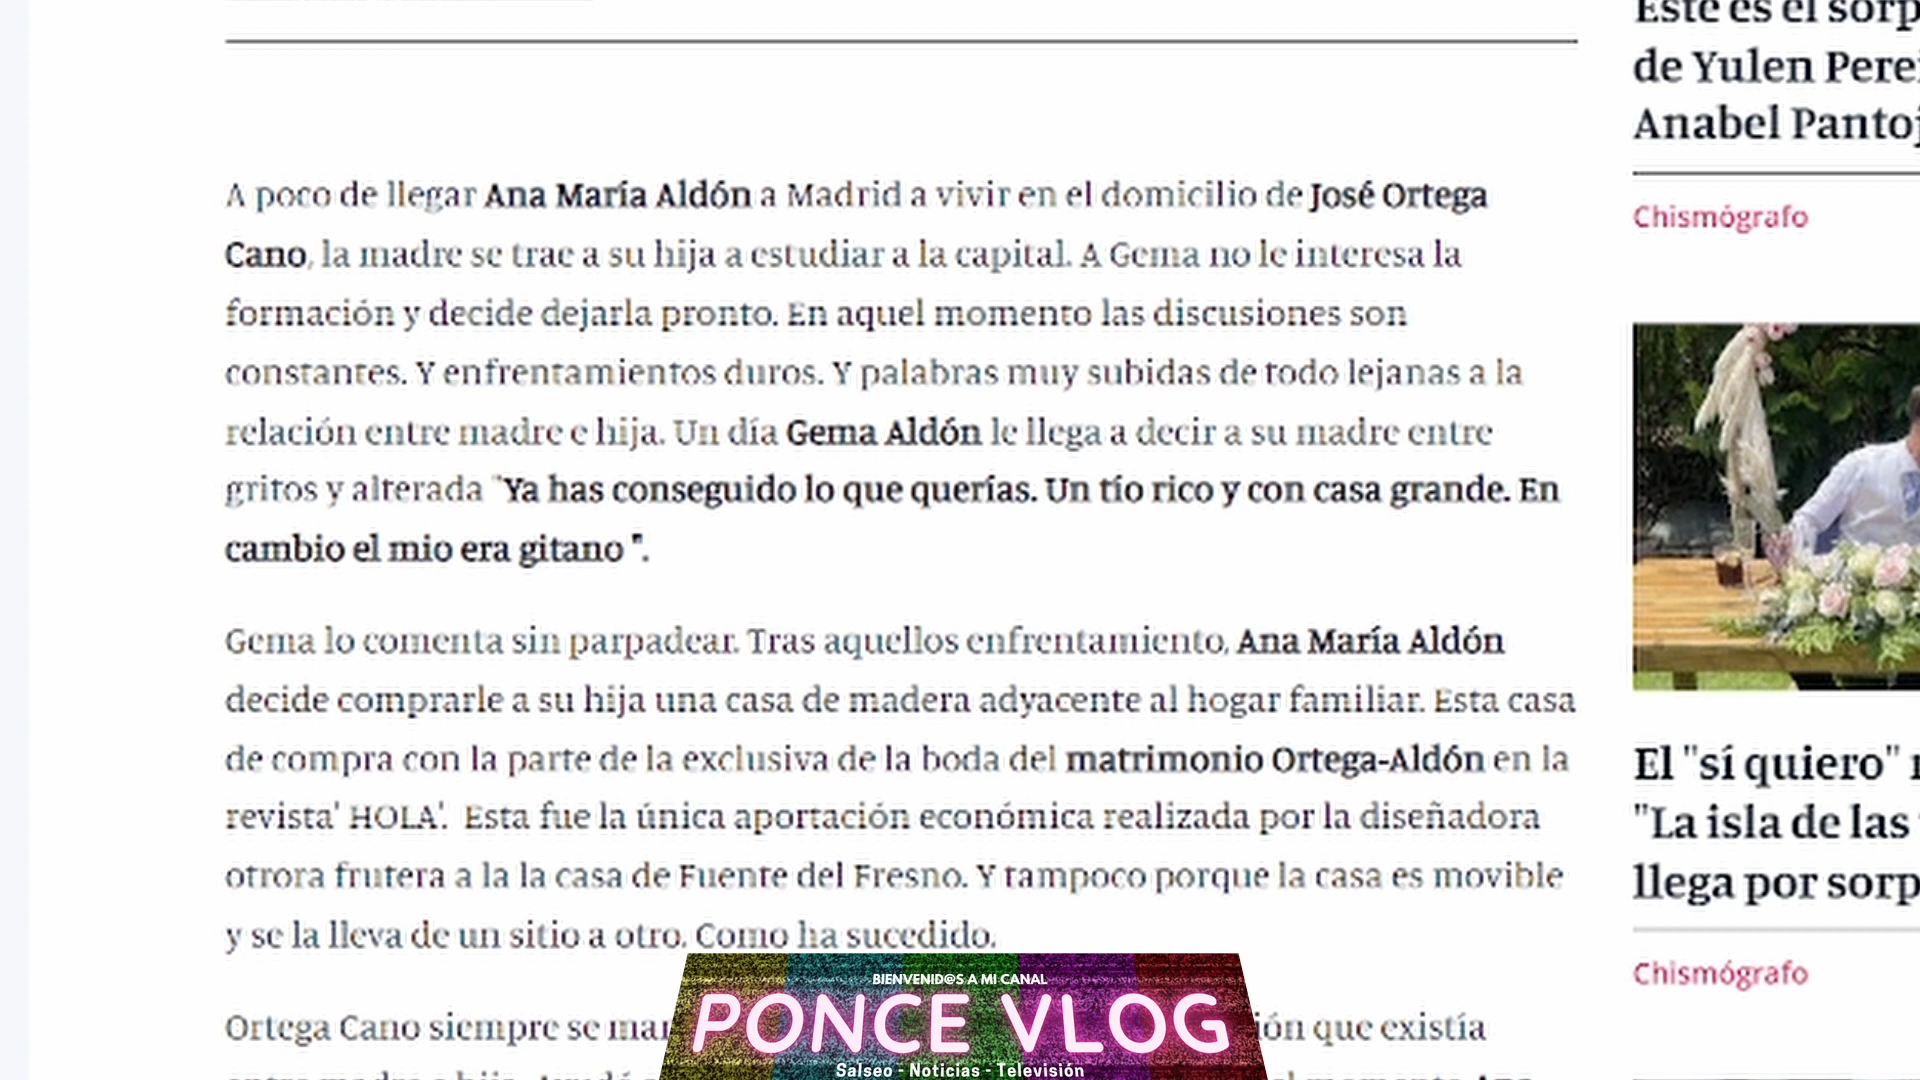 A poco de llegar Ana María Aldón a Madrid a vivir en el domicilio de José Ortega
Cano, la madre se trae a su hija a estudiar a la capital. A Gema no le interesa la
formación y decide dejarla pronto. En aquel momento las discusiones son
constantes. Y enfrentamientos duros. Y palabras muy subidas de todo lejanas a la
relación entre madre e hija. Un día Gema Aldón le llega a decir a su madre entre
gritos y alterada "Ya has conseguido lo que querías. Un tío rico y con casa grande. En
cambio el mio era gitano ".
Gema lo comenta sin parpadear. Tras aquellos enfrentamiento, Ana María Aldón
decide comprarle a su hija una casa de madera adyacente al hogar familiar. Esta casa
de compra con la parte de la exclusiva de la boda del matrimonio Ortega-Aldón en la
revista' HOLA'. Esta fue la única aportación económica realizada por la diseñadora
otrora frutera a la la casa de Fuente del Fresno. Y tampoco porque la casa es movible
y se la lleva de un sitio a otro. Como ha sucedido.
Ortega Cano siempre se
que existía
Este es el
de Yulen
Anabel
Chismógrafo
El "sí quiero"
"La isla de las
llega por
Chismógrafo
BIENVENID@S A MI CANAL
PONCE VLOG
Salseo - Noticias - Televisión